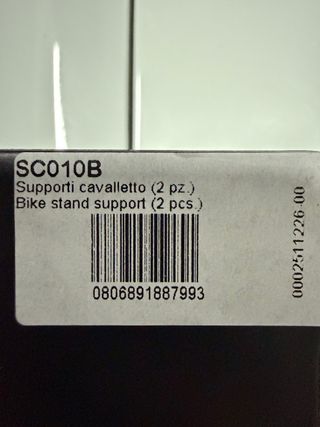 SC010B
Supporti cavalletto (2 pz.)
Bike stand support (2 pcs.)
0806891887993
0002511226-00